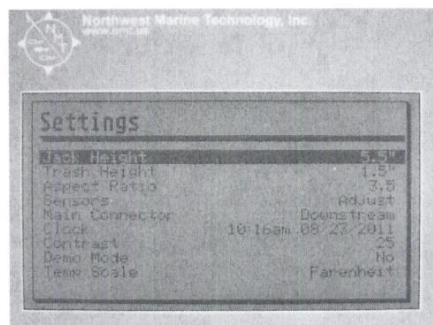 Northwest Marine Technology, Inc.
www.nmt.us
NMT
Settings
Jack Height 5.5"
Trash Height 1.5"
Aspect Ratio 3.5
Sensors Adjust
Main Connector Downstream
Clock 10:16am 08/23/2011
Contrast 25
Demo Mode No
Temp Scale Farenheit